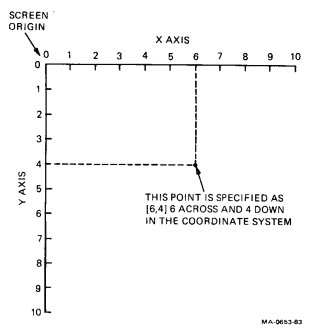 SCREEN
ORIGIN
X AXIS
0 1 2 3 4 5 6 7 8 9 10
0
1
2
3
4
5
6
7
8
9
10
Y AXIS
THIS POINT IS SPECIFIED AS
[6,4] 6 ACROSS AND 4 DOWN
IN THE COORDINATE SYSTEM
MA-0653-83